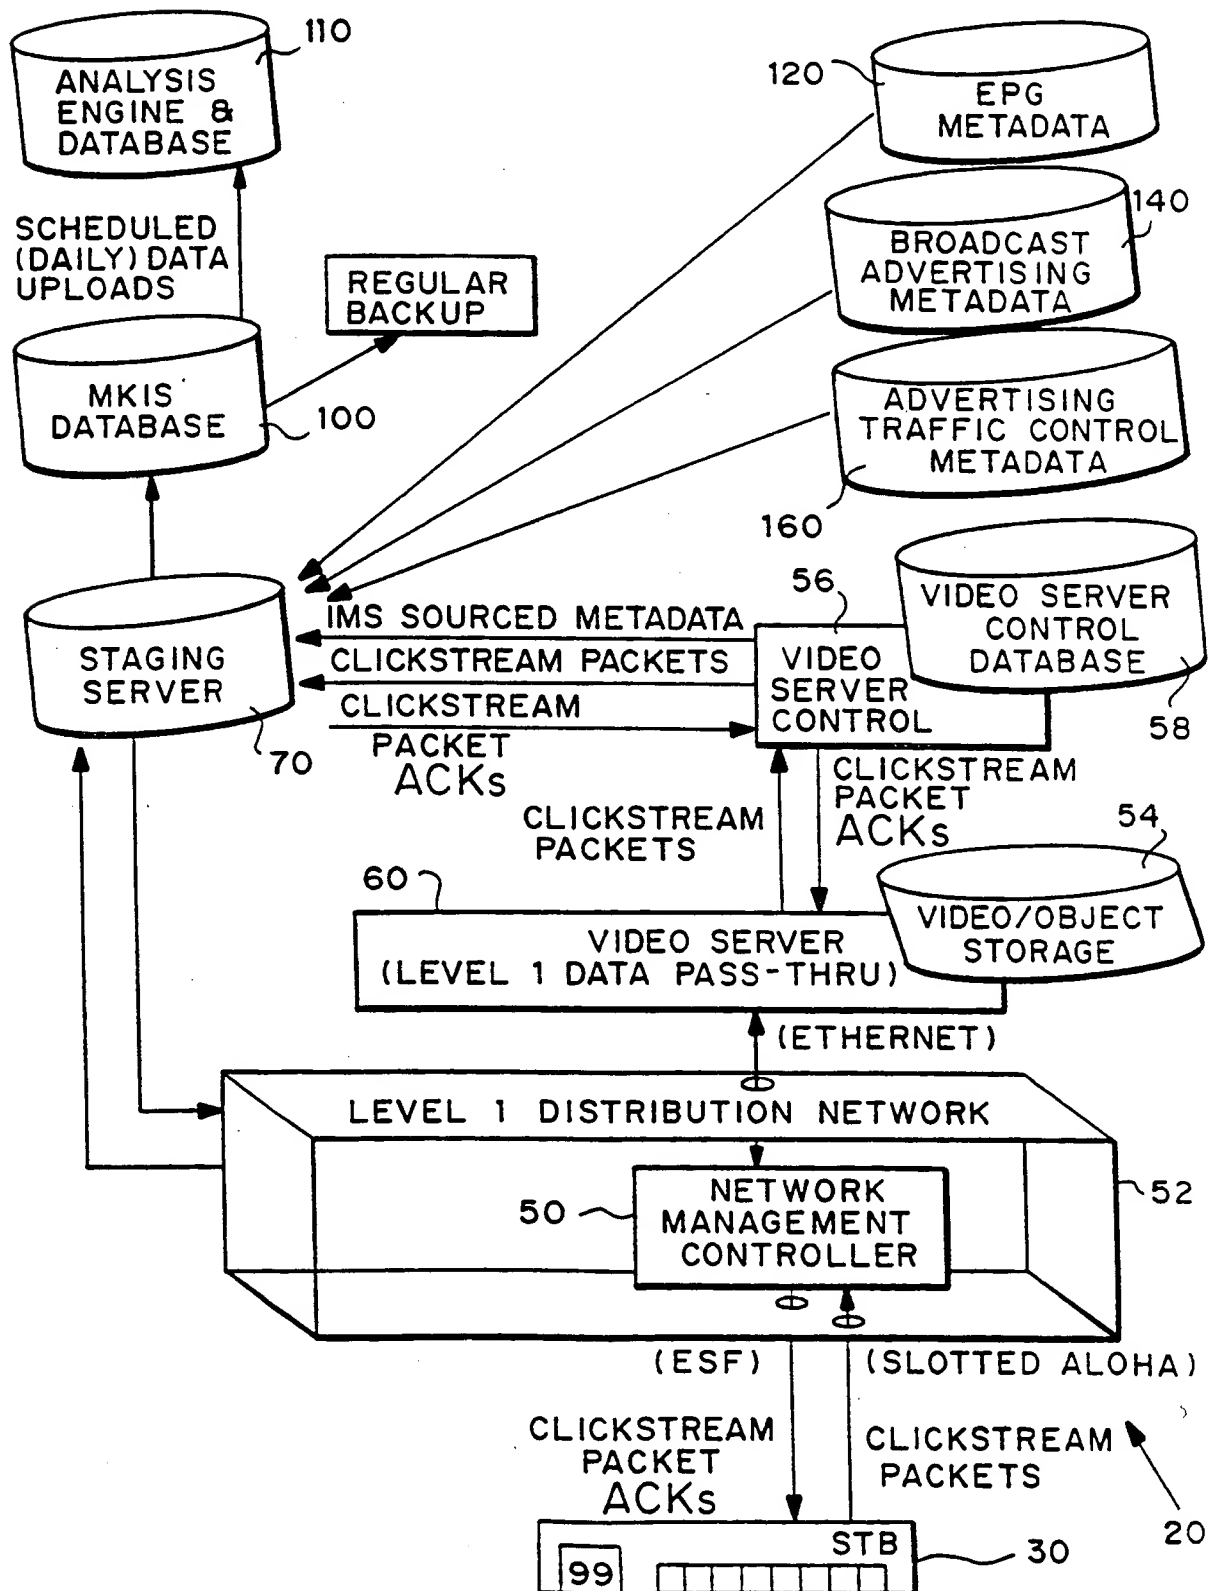 110
ANALYSIS
ENGINE &
DATABASE
120
EPG
METADATA
SCHEDULED
(DAILY) DATA
UPLOADS
140
BROADCAST
ADVERTISING
METADATA
REGULAR
BACKUP
MKIS
DATABASE
100
ADVERTISING
TRAFFIC CONTROL
METADATA
160
56
VIDEO SERVER
CONTROL
DATABASE
58
STAGING
SERVER
70
IMS SOURCED METADATA
CLICKSTREAM PACKETS
CLICKSTREAM
PACKET
ACKs
VIDEO
SERVER
CONTROL
CLICKSTREAM
PACKETS
CLICKSTREAM
PACKET
ACKs
54
60
VIDEO SERVER
(LEVEL 1 DATA PASS-THRU)
VIDEO/OBJECT
STORAGE
(ETHERNET)
LEVEL 1 DISTRIBUTION NETWORK
50
NETWORK
MANAGEMENT
CONTROLLER
52
(ESF)
(SLOTTED ALOHA)
CLICKSTREAM
PACKET
ACKs
CLICKSTREAM
PACKETS
20
STB
99
30